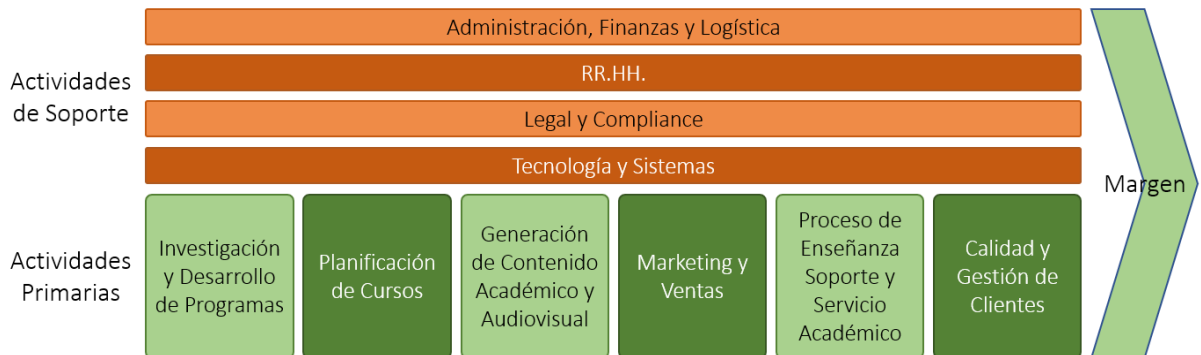 Administración, Finanzas y Logística
RR.HH.
Legal y Compliance
Tecnología y Sistemas
Actividades
de Soporte
Margen
Actividades
Primarias
Investigación
y Desarrollo
de Programas
Planificación
de Cursos
Generación
de Contenido
Académico y
Audiovisual
Marketing y
Ventas
Proceso de
Enseñanza
Soporte y
Servicio
Académico
Calidad y
Gestión de
Clientes